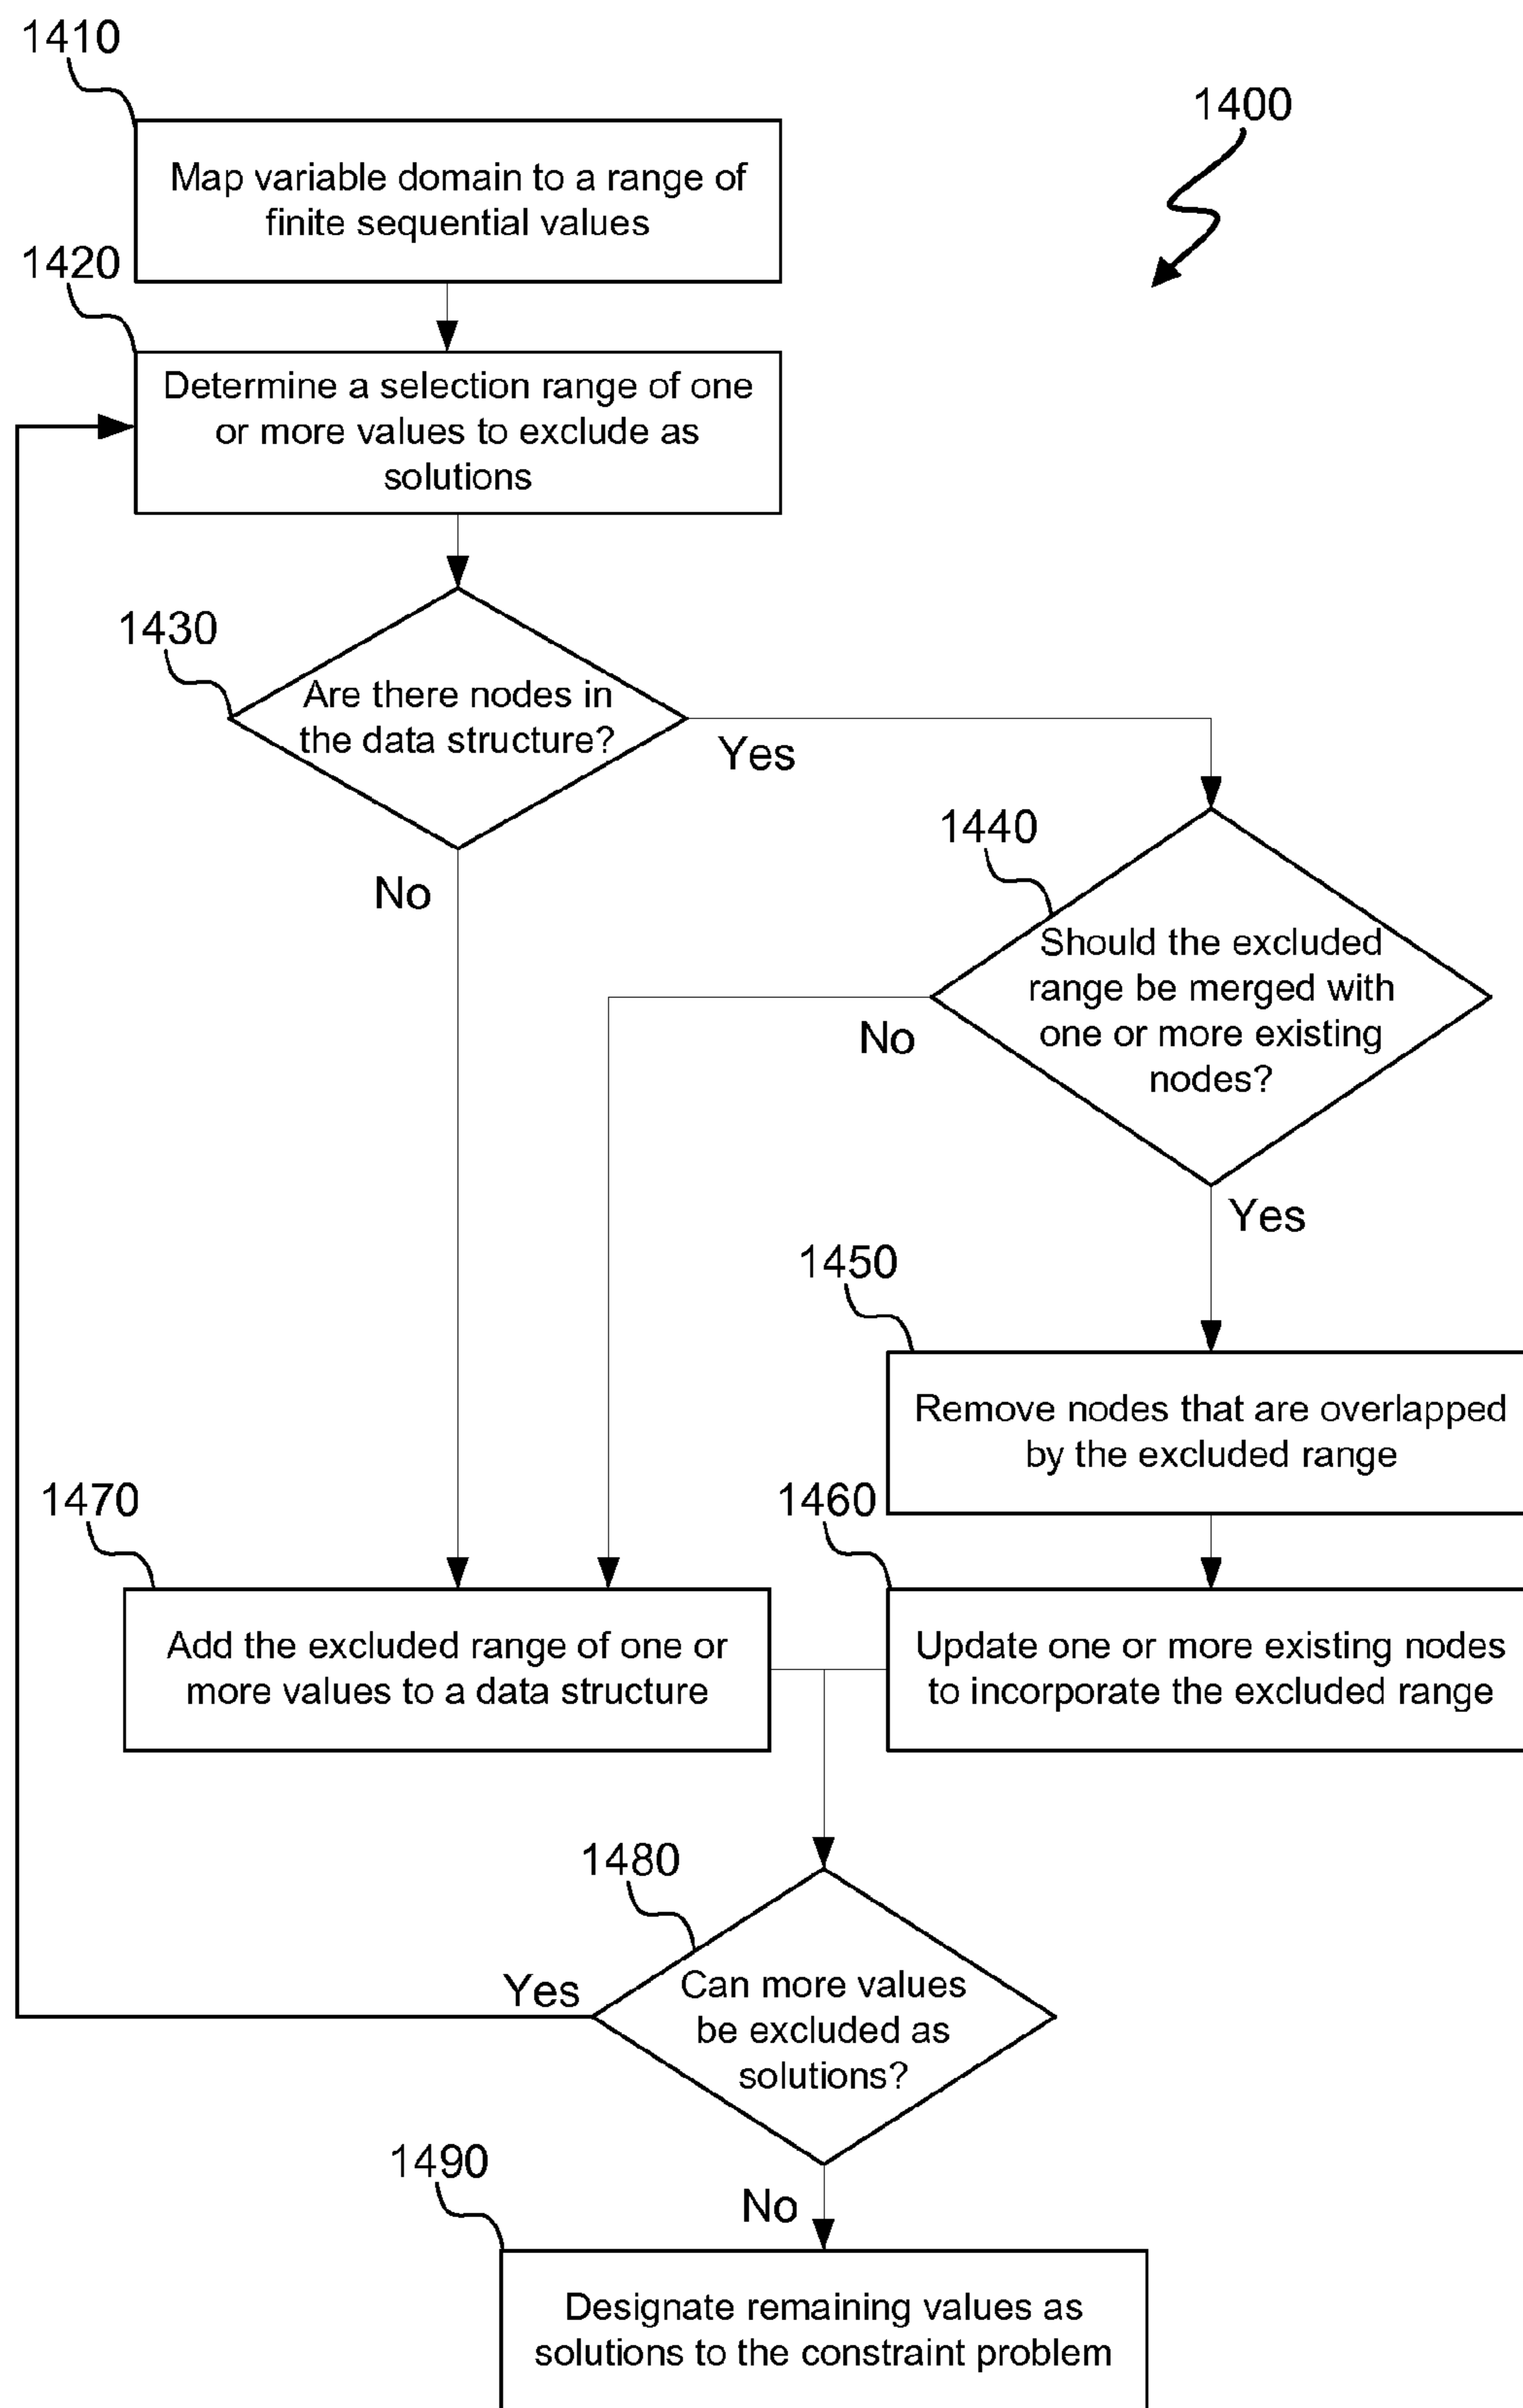 1410
1400
Map variable domain to a range of
finite sequential values
1420
Determine a selection range of one
or more values to exclude as
solutions
1430
Are there nodes in
the data structure?
Yes
No
1440
Should the excluded
range be merged with
one or more existing
nodes?
No
Yes
1450
Remove nodes that are overlapped
by the excluded range
1470
1460
Add the excluded range of one or
more values to a data structure
Update one or more existing nodes
to incorporate the excluded range
1480
Can more values
be excluded as
solutions?
Yes
No
1490
Designate remaining values as
solutions to the constraint problem